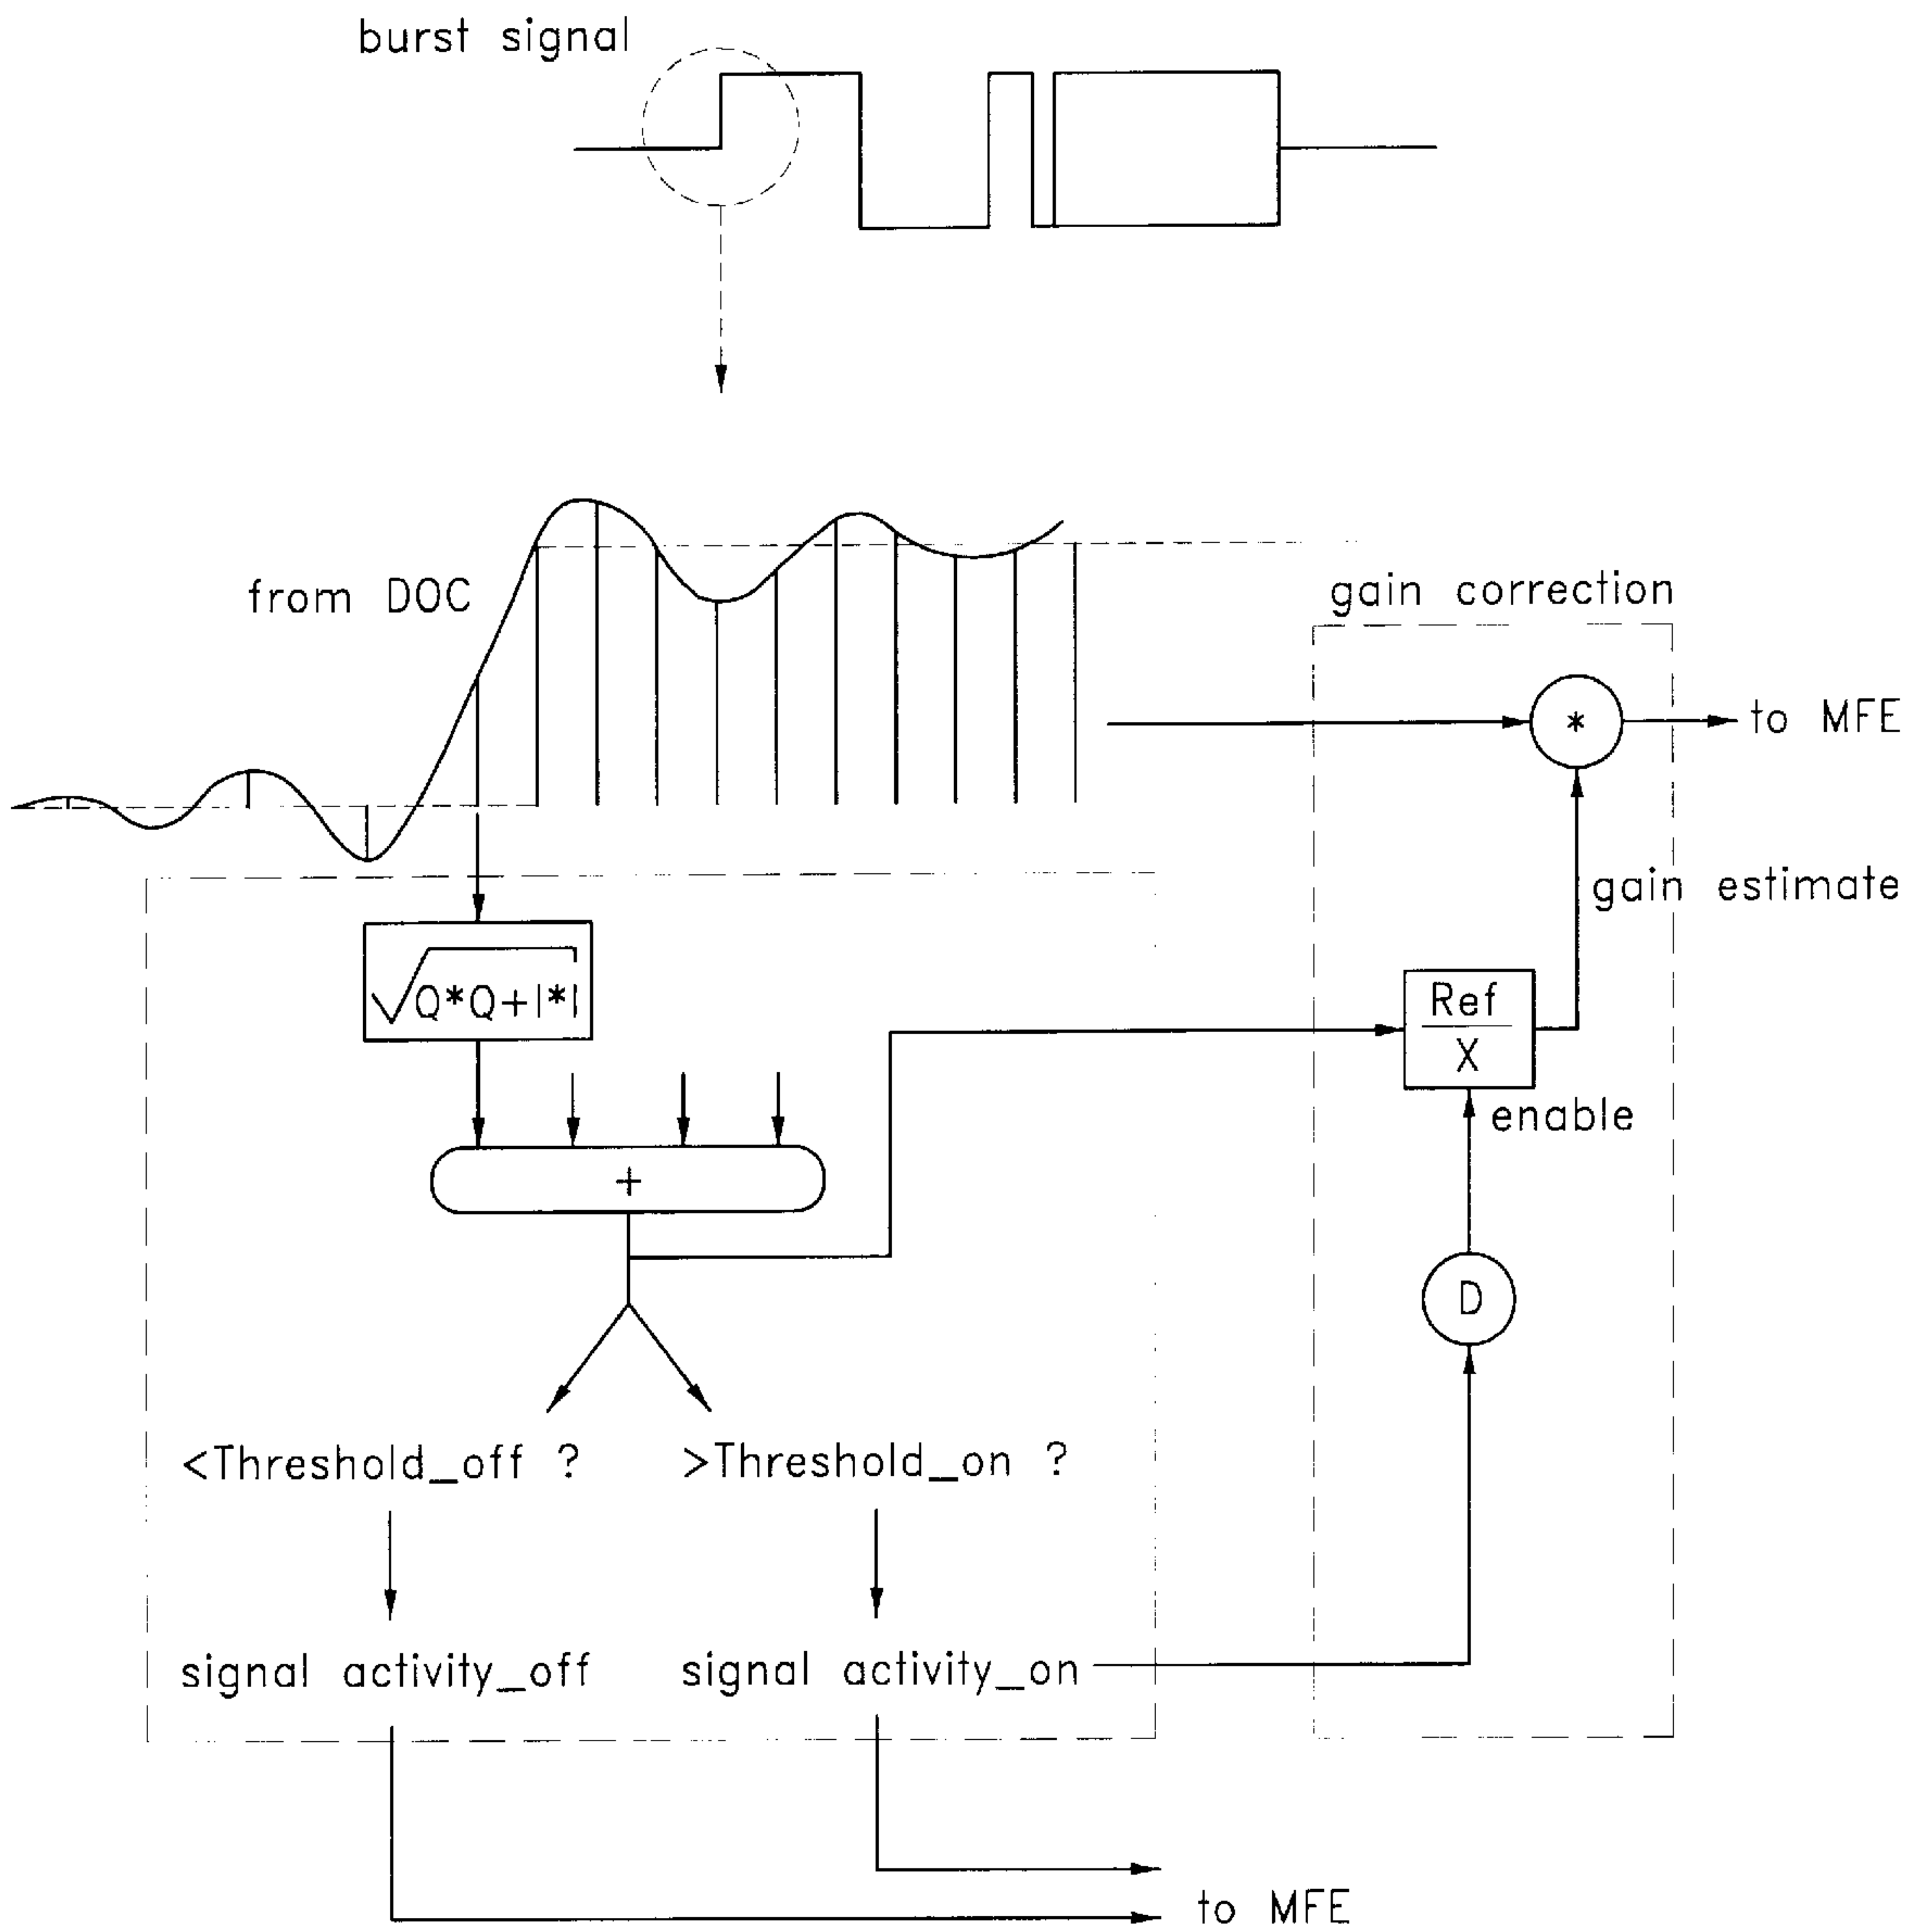 burst signal
from DOC
gain correction
*
to MFE
gain estimate
√Q*Q+I*I
Ref
X
enable
+
D
<Threshold_off ?
>Threshold_on ?
signal activity_off
signal activity_on
to MFE